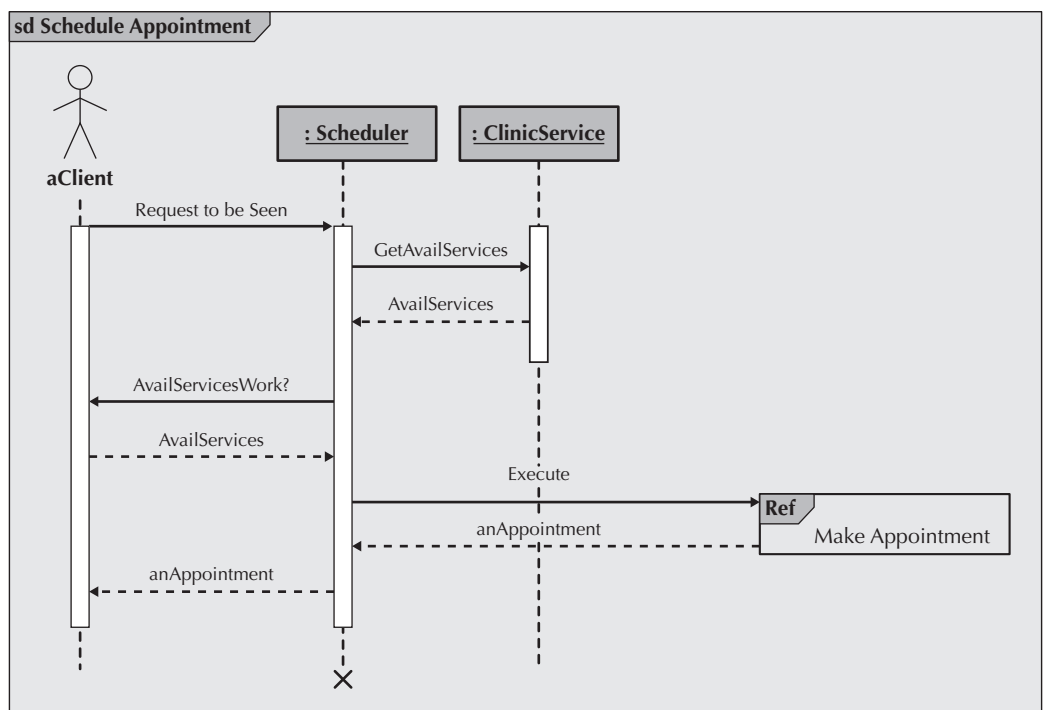 sd Schedule Appointment
aClient
: Scheduler
: ClinicService
Request to be Seen
GetAvailServices
AvailServices
AvailServicesWork?
AvailServices
Execute
Ref
Make Appointment
anAppointment
anAppointment